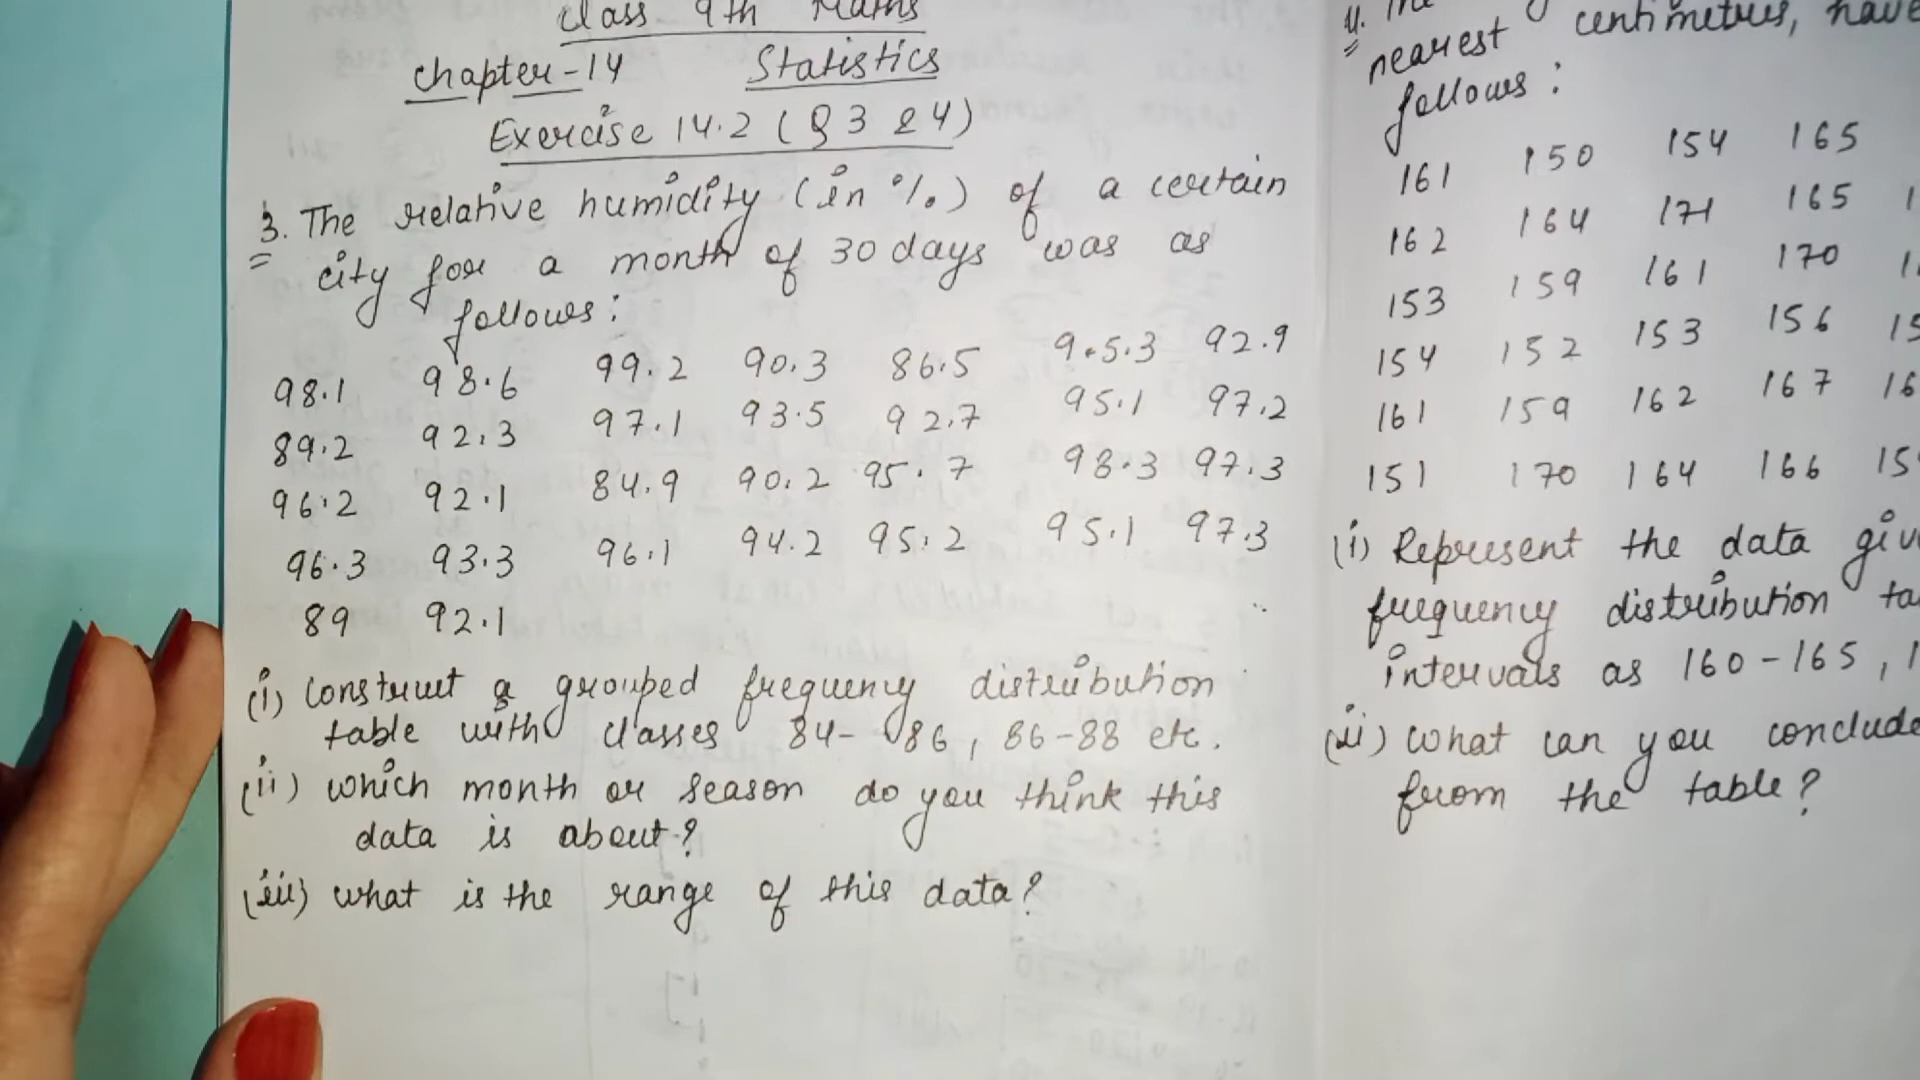 Class 9th Maths
Chapter-14 Statistics
Exercise 14.2 (Q 3 & 4)
3. The relative humidity (in %) of a certain
city for a month of 30 days was as
follows:
98.1 98.6 99.2 90.3 86.5 9.5.3 92.9
89.2 92.3 97.1 93.5 92.7 95.1 97.2
96.2 92.1 84.9 90.2 95.7 98.3 97.3
96.3 93.3 96.1 94.2 95.2 95.1 97.3
89 92.1
(i) Construct a grouped frequency distribution
table with classes 84-86, 86-88 etc.
(ii) which month or season do you think this
data is about?
(iii) what is the range of this data?
4. The
nearest centimetres, have
follows:
161 150 154 165
162 164 171 165
153 159 161 170
154 152 153 156
161 159 162 167
151 170 164 166
(i) Represent the data
frequency distribution
intervals as 160-165,
(ii) What can you conclude
from the table?